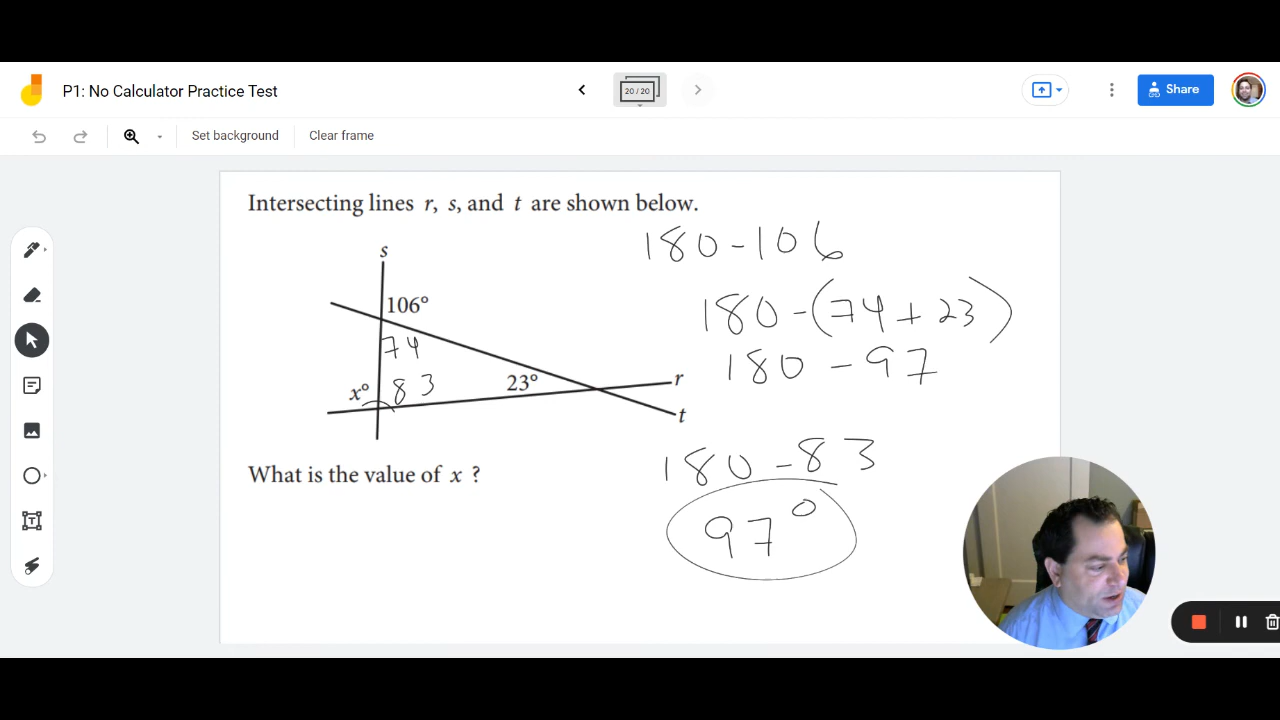 P1: No Calculator Practice Test
20 / 20
Share
Set background
Clear frame
Intersecting lines r, s, and t are shown below.
180-106
s
106°
180-(74+23)
74
180-97
x° 83
23°
r
t
180-83
What is the value of x ?
97°